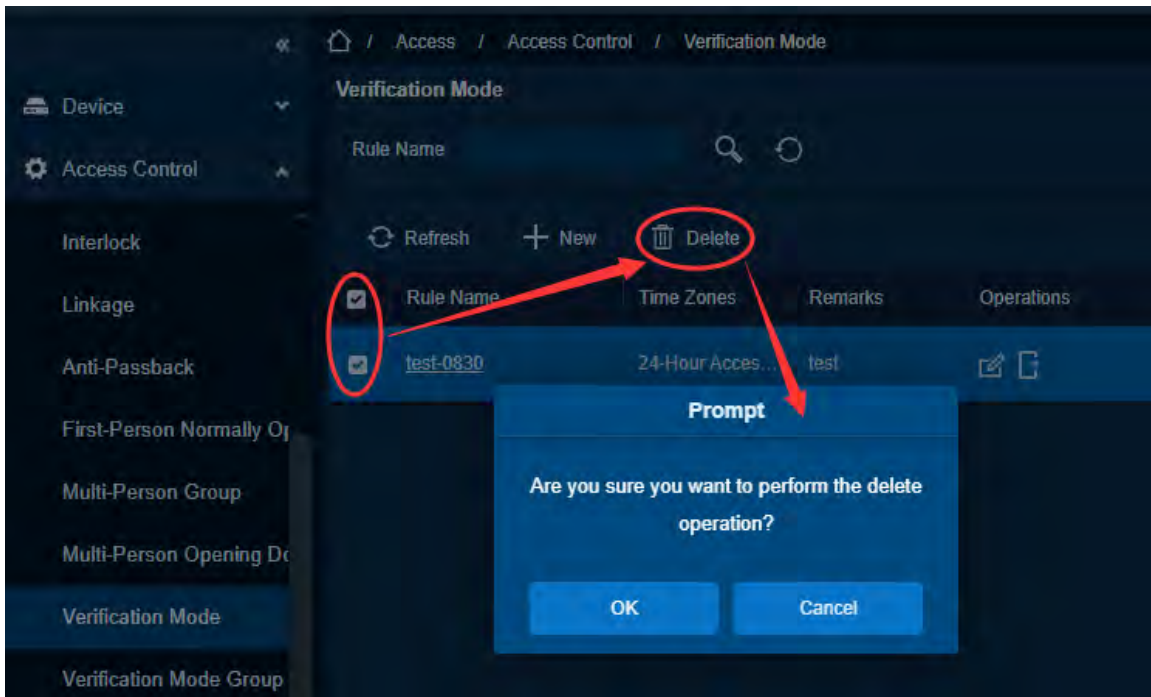 «
/ Access / Access Control / Verification Mode
Device
Access Control
Interlock
Linkage
Anti-Passback
First-Person Normally Op
Multi-Person Group
Multi-Person Opening Do
Verification Mode
Verification Mode Group
Verification Mode
Rule Name
Refresh New Delete
Rule Name Time Zones Remarks Operations
test-0830 24-Hour Acces... test
Prompt
Are you sure you want to perform the delete
operation?
OK Cancel